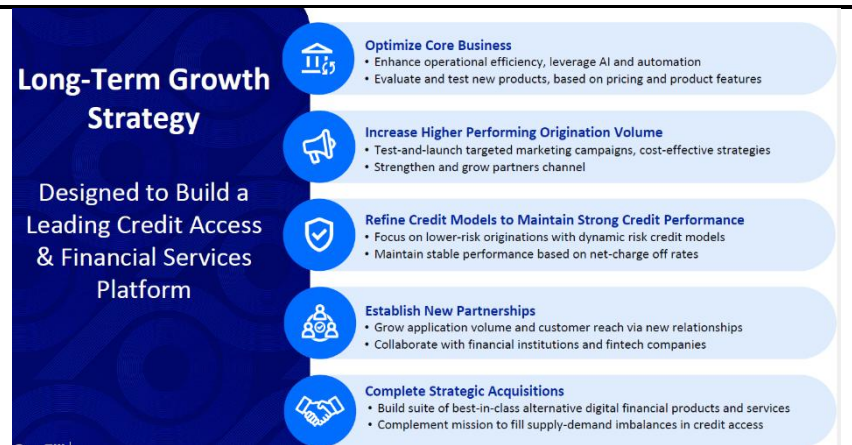 Long-Term Growth
Strategy
Designed to Build a
Leading Credit Access
& Financial Services
Platform
Optimize Core Business
• Enhance operational efficiency, leverage AI and automation
• Evaluate and test new products, based on pricing and product features
Increase Higher Performing Origination Volume
• Test-and-launch targeted marketing campaigns, cost-effective strategies
• Strengthen and grow partners channel
Refine Credit Models to Maintain Strong Credit Performance
• Focus on lower-risk originations with dynamic risk credit models
• Maintain stable performance based on net-charge off rates
Establish New Partnerships
• Grow application volume and customer reach via new relationships
• Collaborate with financial institutions and fintech companies
Complete Strategic Acquisitions
• Build suite of best-in-class alternative digital financial products and services
• Complement mission to fill supply-demand imbalances in credit access